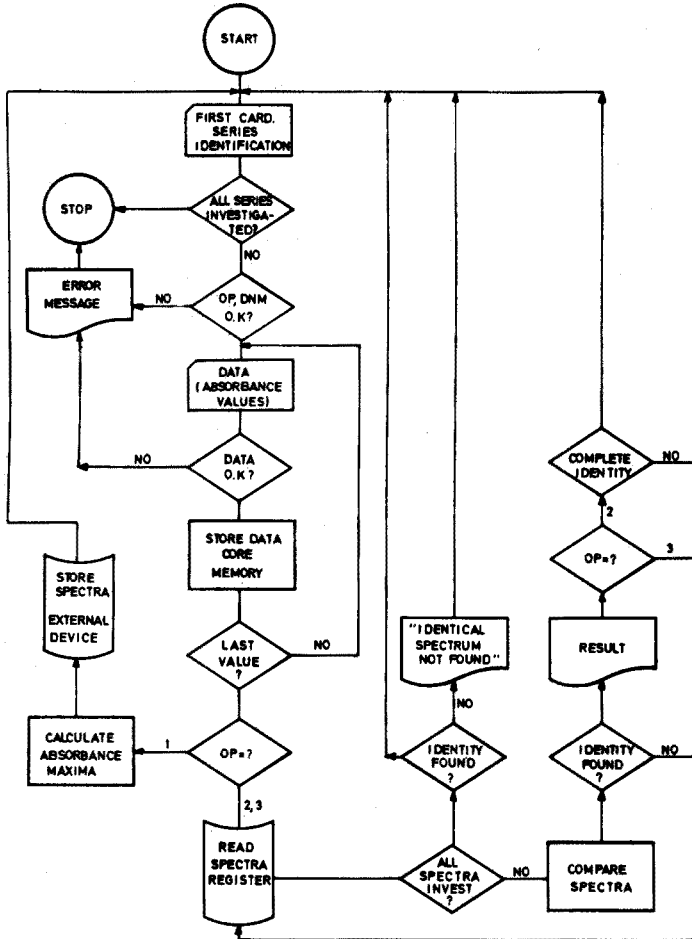 START
FIRST CARD.
SERIES
IDENTIFICATION
ALL SERIES
INVESTIGA-
TED?
STOP
NO
ERROR
MESSAGE
NO
OP, DNM
O.K?
DATA
(ABSORBANCE
VALUES)
NO
DATA
O.K?
COMPLETE
IDENTITY
NO
2
STORE DATA
CORE
MEMORY
OP=?
3
STORE
SPECTRA
EXTERNAL
DEVICE
LAST
VALUE
?
NO
"IDENTICAL
SPECTRUM
NOT FOUND"
RESULT
NO
CALCULATE
ABSORBANCE
MAXIMA
1
OP=?
IDENTITY
FOUND
?
IDENTITY
FOUND
?
NO
2,3
READ
SPECTRA
REGISTER
ALL
SPECTRA
INVEST
?
NO
COMPARE
SPECTRA